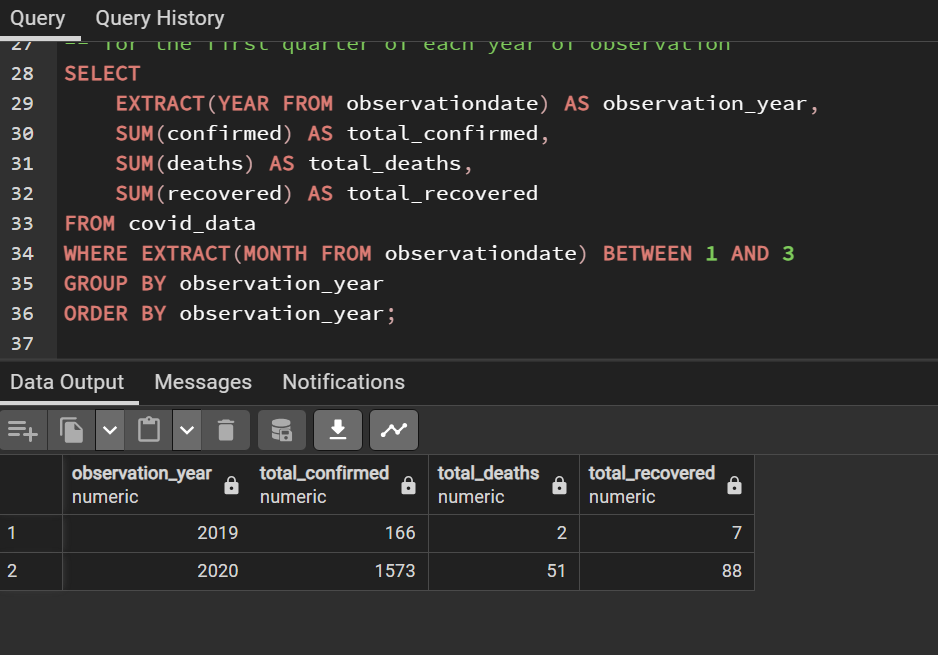 Query Query History
27 -- for the first quarter of each year of observation
28 SELECT
29 EXTRACT(YEAR FROM observationdate) AS observation_year,
30 SUM(confirmed) AS total_confirmed,
31 SUM(deaths) AS total_deaths,
32 SUM(recovered) AS total_recovered
33 FROM covid_data
34 WHERE EXTRACT(MONTH FROM observationdate) BETWEEN 1 AND 3
35 GROUP BY observation_year
36 ORDER BY observation_year;
37
Data Output Messages Notifications
observation_year total_confirmed total_deaths total_recovered
numeric numeric numeric numeric
1 2019 166 2 7
2 2020 1573 51 88